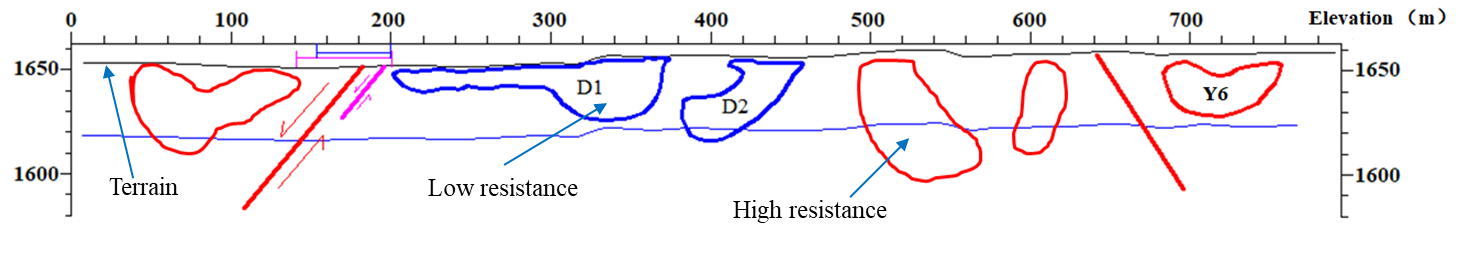 0 100 200 300 400 500 600 700 Elevation (m)
1650 1650
D1 D2 Y6
1600 1600
Terrain Low resistance
High resistance